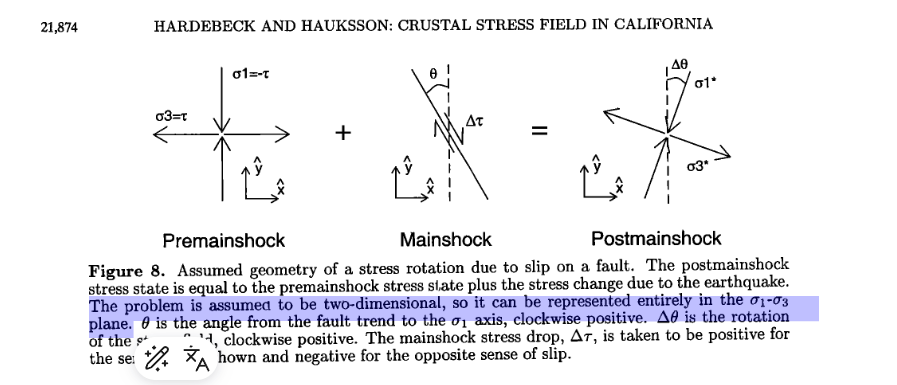 21,874
HARDEBECK AND HAUKSSON: CRUSTAL STRESS FIELD IN CALIFORNIA
σ1=-τ
σ3=τ
ŷ
x̂
+
θ
Δτ
ŷ
x̂
=
Δθ
σ1*
σ3*
ŷ
x̂
Premainshock
Mainshock
Postmainshock
Figure 8. Assumed geometry of a stress rotation due to slip on a fault. The postmainshock
stress state is equal to the premainshock stress state plus the stress change due to the earthquake.
The problem is assumed to be two-dimensional, so it can be represented entirely in the σ1-σ3
plane. θ is the angle from the fault trend to the σ1 axis, clockwise positive. Δθ is the rotation
of the , clockwise positive. The mainshock stress drop, Δτ, is taken to be positive for
the hown and negative for the opposite sense of slip.